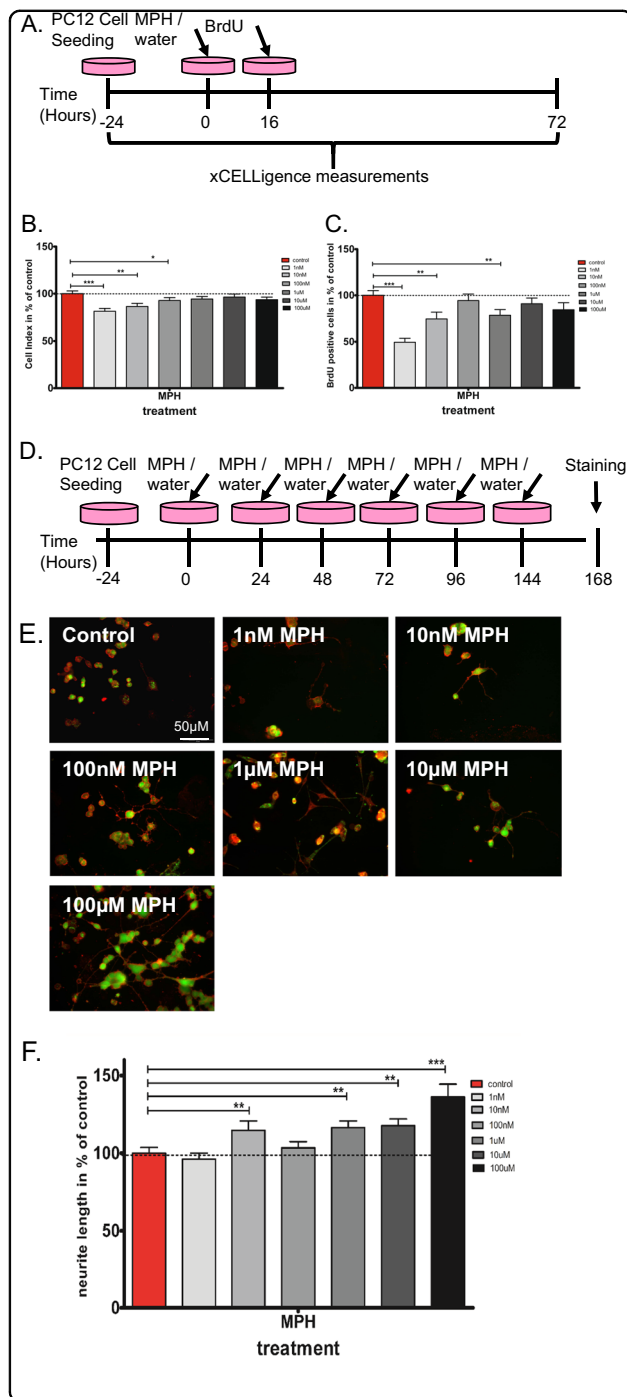 A.
PC12 Cell Seeding
MPH / water
BrdU
Time (Hours)
-24 0 16 72
xCELLigence measurements
B.
Cell Index in % of control
150
100
50
0
*
**
***
control
1nM
10nM
100nM
1uM
10uM
100uM
MPH
treatment
C.
BrdU positive cells in % of control
150
100
50
0
**
**
***
control
1nM
10nM
100nM
1uM
10uM
100uM
MPH
treatment
D.
PC12 Cell Seeding
MPH / water
MPH / water
MPH / water
MPH / water
MPH / water
MPH / water
Staining
Time (Hours)
-24 0 24 48 72 96 144 168
E.
Control
50µM
1nM MPH
10nM MPH
100nM MPH
1µM MPH
10µM MPH
100µM MPH
F.
neurite length in % of control
150
100
50
0
***
**
**
**
control
1nM
10nM
100nM
1uM
10uM
100uM
MPH
treatment